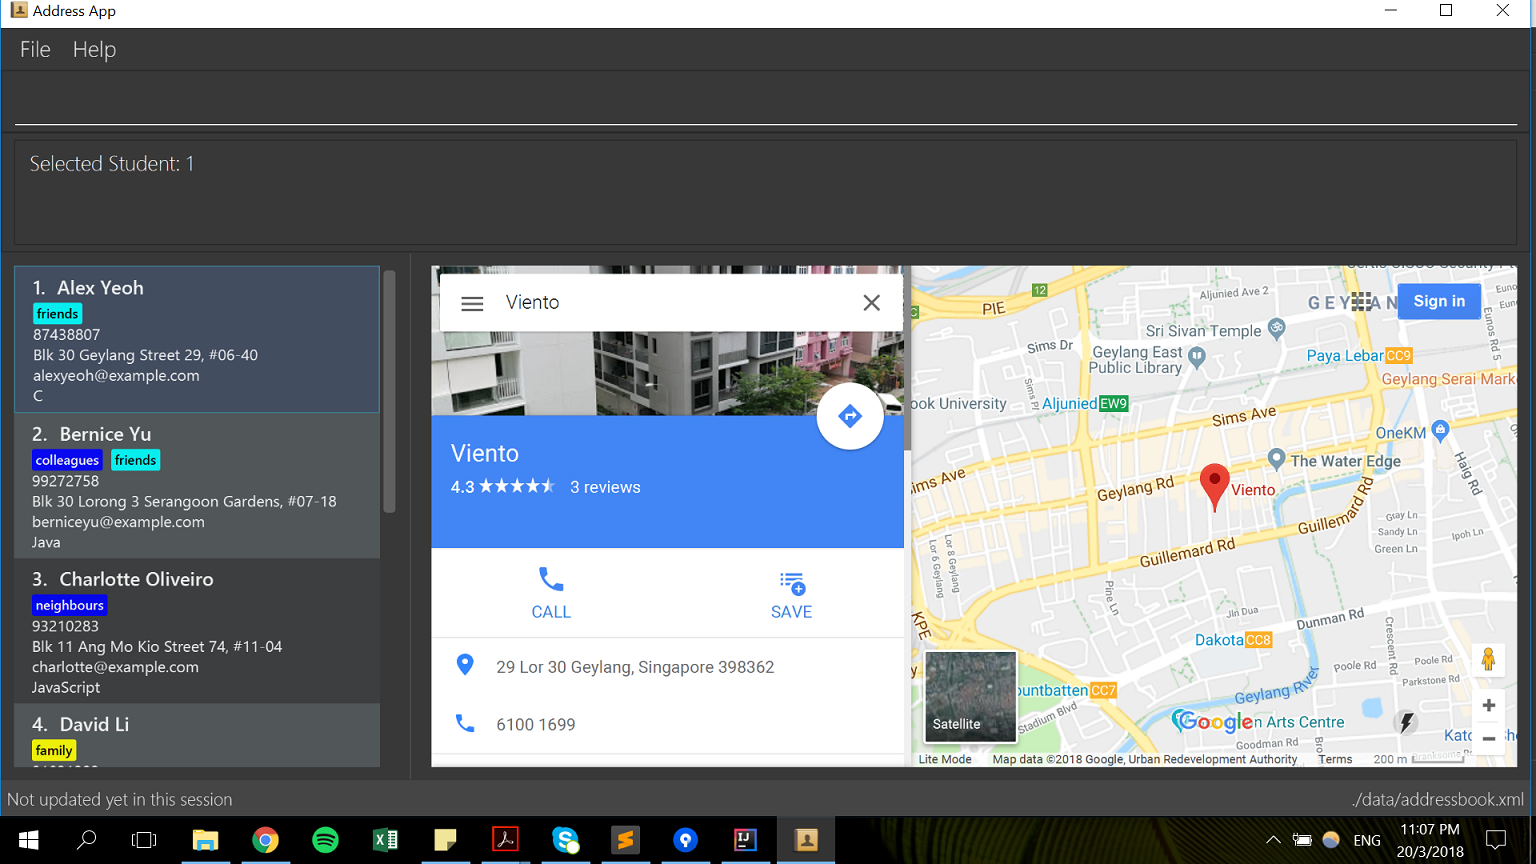 Address App
File Help
Selected Student: 1
1. Alex Yeoh
friends
87438807
Blk 30 Geylang Street 29, #06-40
alexyeoh@example.com
C
2. Bernice Yu
colleagues friends
99272758
Blk 30 Lorong 3 Serangoon Gardens, #07-18
berniceyu@example.com
Java
3. Charlotte Oliveiro
neighbours
93210283
Blk 11 Ang Mo Kio Street 74, #11-04
charlotte@example.com
JavaScript
4. David Li
family
Viento
Viento
4.3 3 reviews
CALL SAVE
29 Lor 30 Geylang, Singapore 398362
6100 1699
12
PIE
Aljunied Ave 2
GEYLAN
Sign in
Sims Dr
Sri Sivan Temple
Geylang East
Public Library
Paya Lebar CC9
Eunos Rd 5
Geylang Serai Marke
ook University
Aljunied EW9
Sims Pl
Sims Ave
OneKM
Haig Rd
The Water Edge
ims Ave
Geylang Rd
Viento
Guillemard Rd
Guillemard Rd
Gray Ln
Sandy Ln
Green Ln
Ipoh Ln
Lor 6 Geylang
Lor 8 Geylang
Pine Ln
Jln Dua
Dunman Rd
KPE
Dakota CC8
Crescent Rd
Poole Rd
Poole Rd
Parkstone Rd
ountbatten CC7
Geylang River
Stadium Blvd
Satellite
Google
n Arts Centre
Goodman Rd
Lite Mode
Map data ©2018 Google, Urban Redevelopment Authority
Terms
200 m
Not updated yet in this session
./data/addressbook.xml
ENG
11:07 PM
20/3/2018